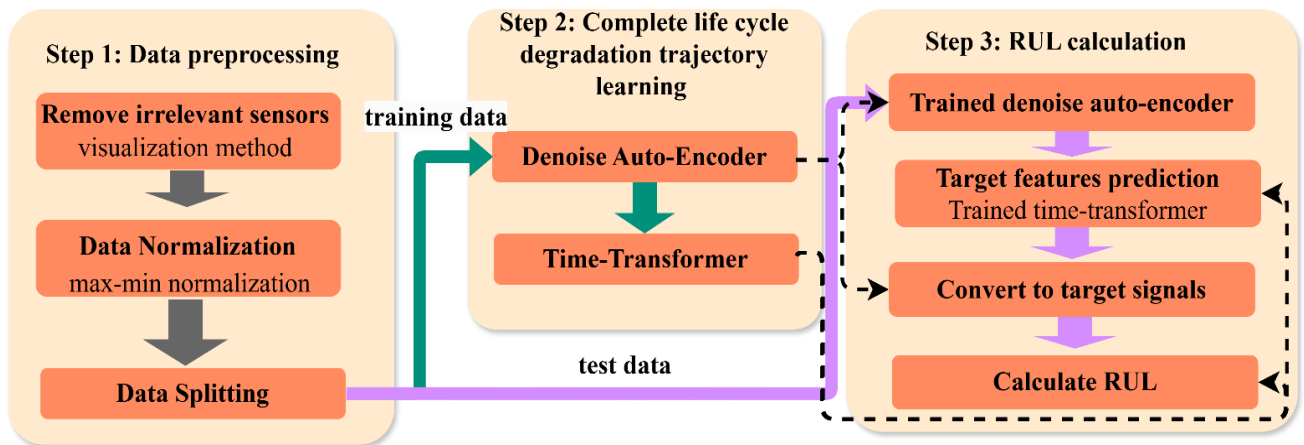 Step 1: Data preprocessing
Remove irrelevant sensors
visualization method
Data Normalization
max-min normalization
Data Splitting
training data
test data
Step 2: Complete life cycle
degradation trajectory
learning
Denoise Auto-Encoder
Time-Transformer
Step 3: RUL calculation
Trained denoise auto-encoder
Target features prediction
Trained time-transformer
Convert to target signals
Calculate RUL